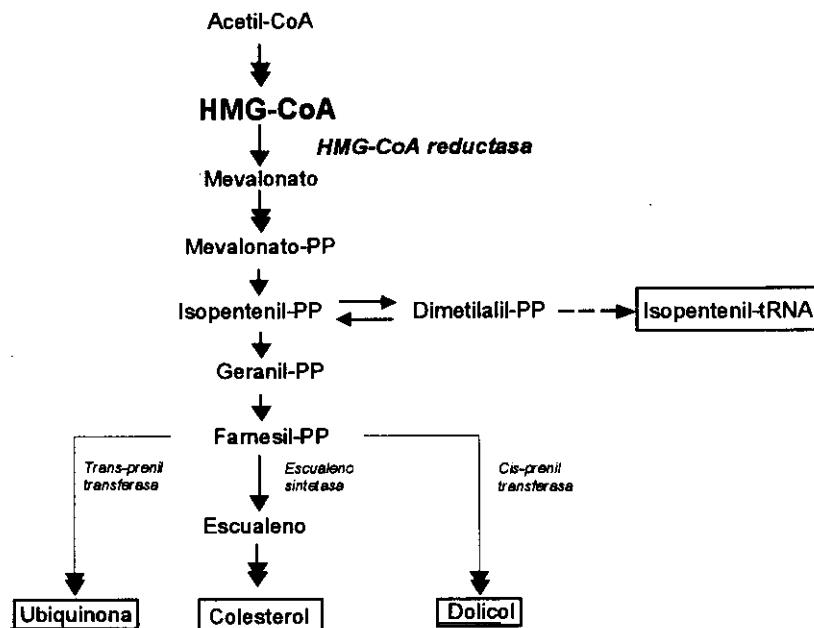 Acetil-CoA
HMG-CoA
HMG-CoA reductasa
Mevalonato
Mevalonato-PP
Isopentenil-PP
Dimetilalil-PP
Isopentenil-tRNA
Geranil-PP
Farnesil-PP
Trans-prenil
transferasa
Escualeno
sintetasa
Cis-prenil
transferasa
Escualeno
Ubiquinona
Colesterol
Dolicol